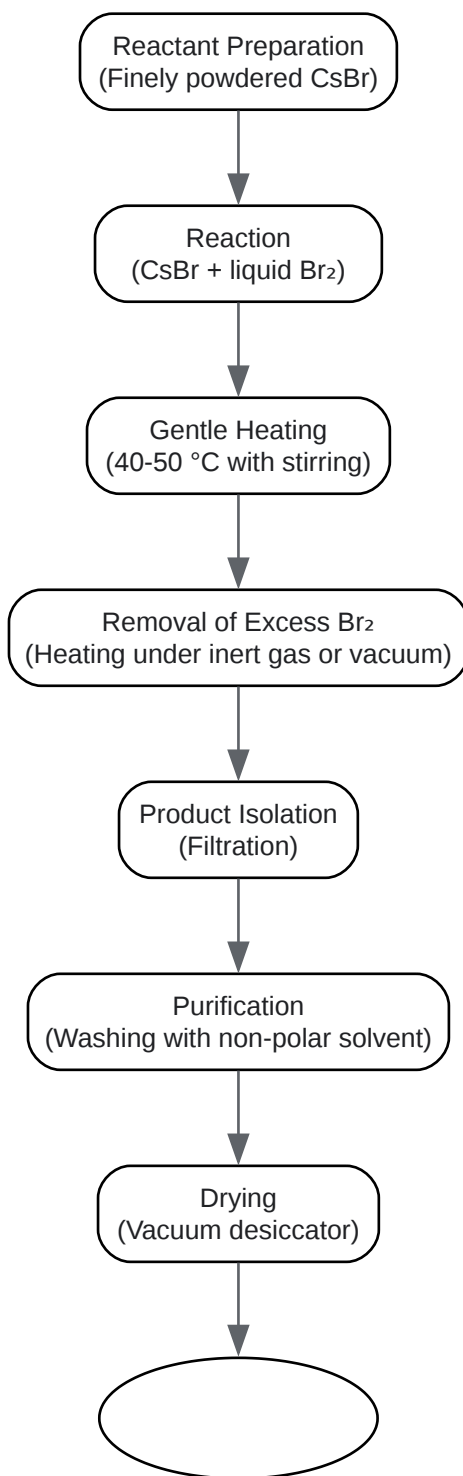 Reactant Preparation
(Finely powdered CsBr)
Reaction
(CsBr + liquid Br₂)
Gentle Heating
(40-50 °C with stirring)
Removal of Excess Br₂
(Heating under inert gas or vacuum)
Product Isolation
(Filtration)
Purification
(Washing with non-polar solvent)
Drying
(Vacuum desiccator)